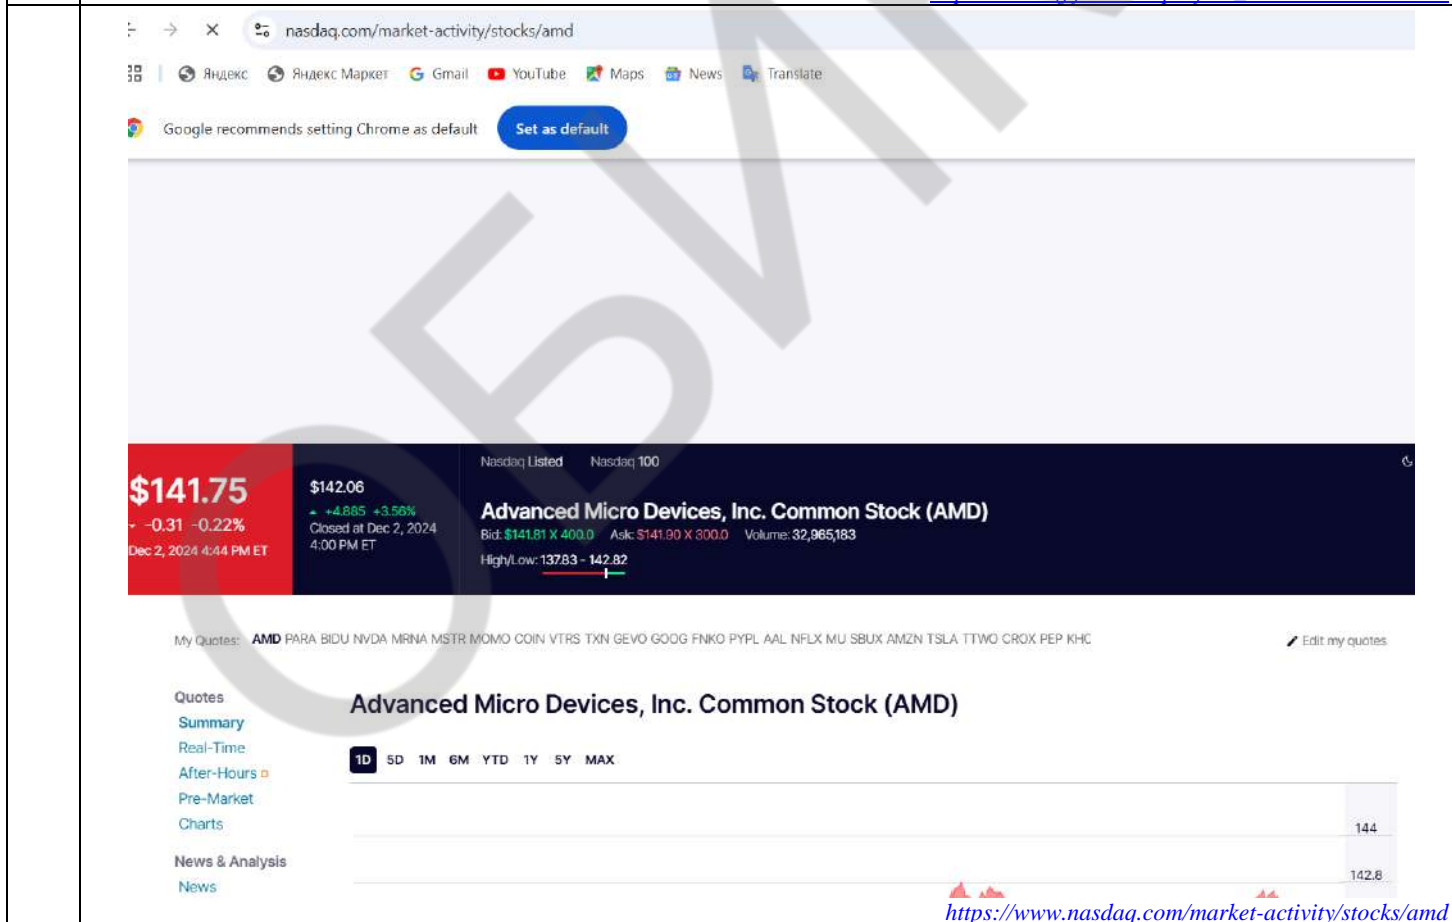 nasdaq.com/market-activity/stocks/amd
Яндекс Яндекс Маркет Gmail YouTube Maps News Translate
Google recommends setting Chrome as default Set as default
$141.75
-0.31 -0.22%
Dec 2, 2024 4:44 PM ET
$142.06
+4.885 +3.56%
Closed at Dec 2, 2024
4:00 PM ET
Nasdaq Listed Nasdaq 100
Advanced Micro Devices, Inc. Common Stock (AMD)
Bid: $141.81 X 400.0 Ask: $141.90 X 300.0 Volume: 32,965,183
High/Low: 137.83 - 142.82
My Quotes: AMD PARA BIDU NVDA MRNA MSTR MOMO COIN VTRS TXN GEVO GOOG FNKO PYPL AAL NFLX MU SBUX AMZN TSLA TTWO CROX PEP KHC
Edit my quotes
Quotes
Summary
Real-Time
After-Hours
Pre-Market
Charts
News & Analysis
News
Advanced Micro Devices, Inc. Common Stock (AMD)
1D 5D 1M 6M YTD 1Y 5Y MAX
144
142.8
https://www.nasdaq.com/market-activity/stocks/amd